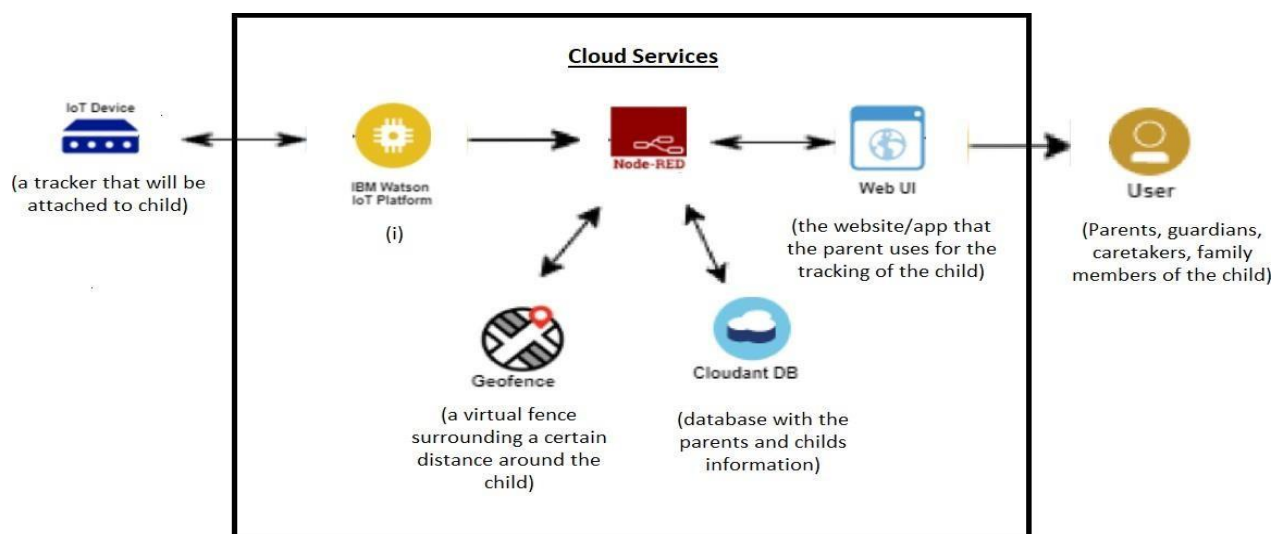 Cloud Services
IoT Device
(a tracker that will be
attached to child)
IBM Watson
IoT Platform
(i)
Node-RED
Web UI
(the website/app that
the parent uses for the
tracking of the child)
User
(Parents, guardians,
caretakers, family
members of the child)
Geofence
(a virtual fence
surrounding a certain
distance around the
child)
Cloudant DB
(database with the
parents and childs
information)